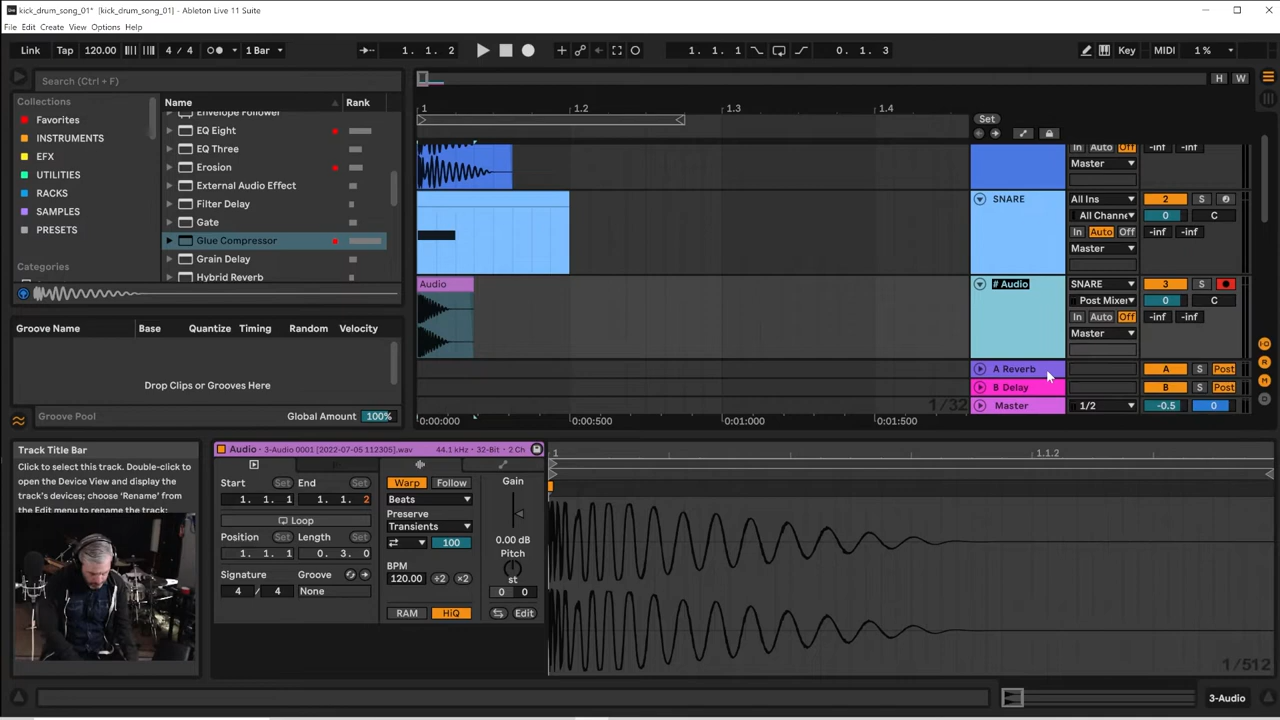 kick_drum_song_01* [kick_drum_song_01] - Ableton Live 11 Suite
File Edit Create View Options Help
Link Tap 120.00 4 / 4 1 Bar 1. 1. 2 1. 1. 1 0. 1. 3 Key MIDI 1 %
Search (Ctrl + F)
H W
Collections
Favorites
INSTRUMENTS
EFX
UTILITIES
RACKS
SAMPLES
PRESETS
Categories
Name Rank
Envelope Follower
EQ Eight
EQ Three
Erosion
External Audio Effect
Filter Delay
Gate
Glue Compressor
Grain Delay
Hybrid Reverb
1 1.2 1.3 1.4
Set
In Auto Off -inf -inf
Master
SNARE All Ins 2 S
All Channe 0 C
In Auto Off -inf -inf
Master
Audio
# Audio SNARE 3 S
Post Mixer 0 C
In Auto Off -inf -inf
Master
A Reverb A S Post
B Delay B S Post
1/32 Master 1/2 -0.5 0
0:00:000 0:00:500 0:01:000 0:01:500
Groove Name Base Quantize Timing Random Velocity
Drop Clips or Grooves Here
Groove Pool Global Amount 100%
Track Title Bar
Click to select this track. Double-click
to open the Device View and display the
track's devices; choose 'Rename' from
the Edit menu to rename the track;
Audio 3-Audio 0001 [2022-07-05 112305].wav 44.1 kHz 32-Bit 2 Ch
Start Set End Set
1. 1. 1 1. 1. 2
Loop
Position Set Length Set
1. 1. 1 0. 3. 0
Signature Groove
4 / 4 None
Warp Follow
Beats
Preserve
Transients
100
BPM
120.00 ÷2 ×2
RAM HiQ
Gain
0.00 dB
Pitch
st
0 0
Edit
1 1.1.2
1/512
3-Audio